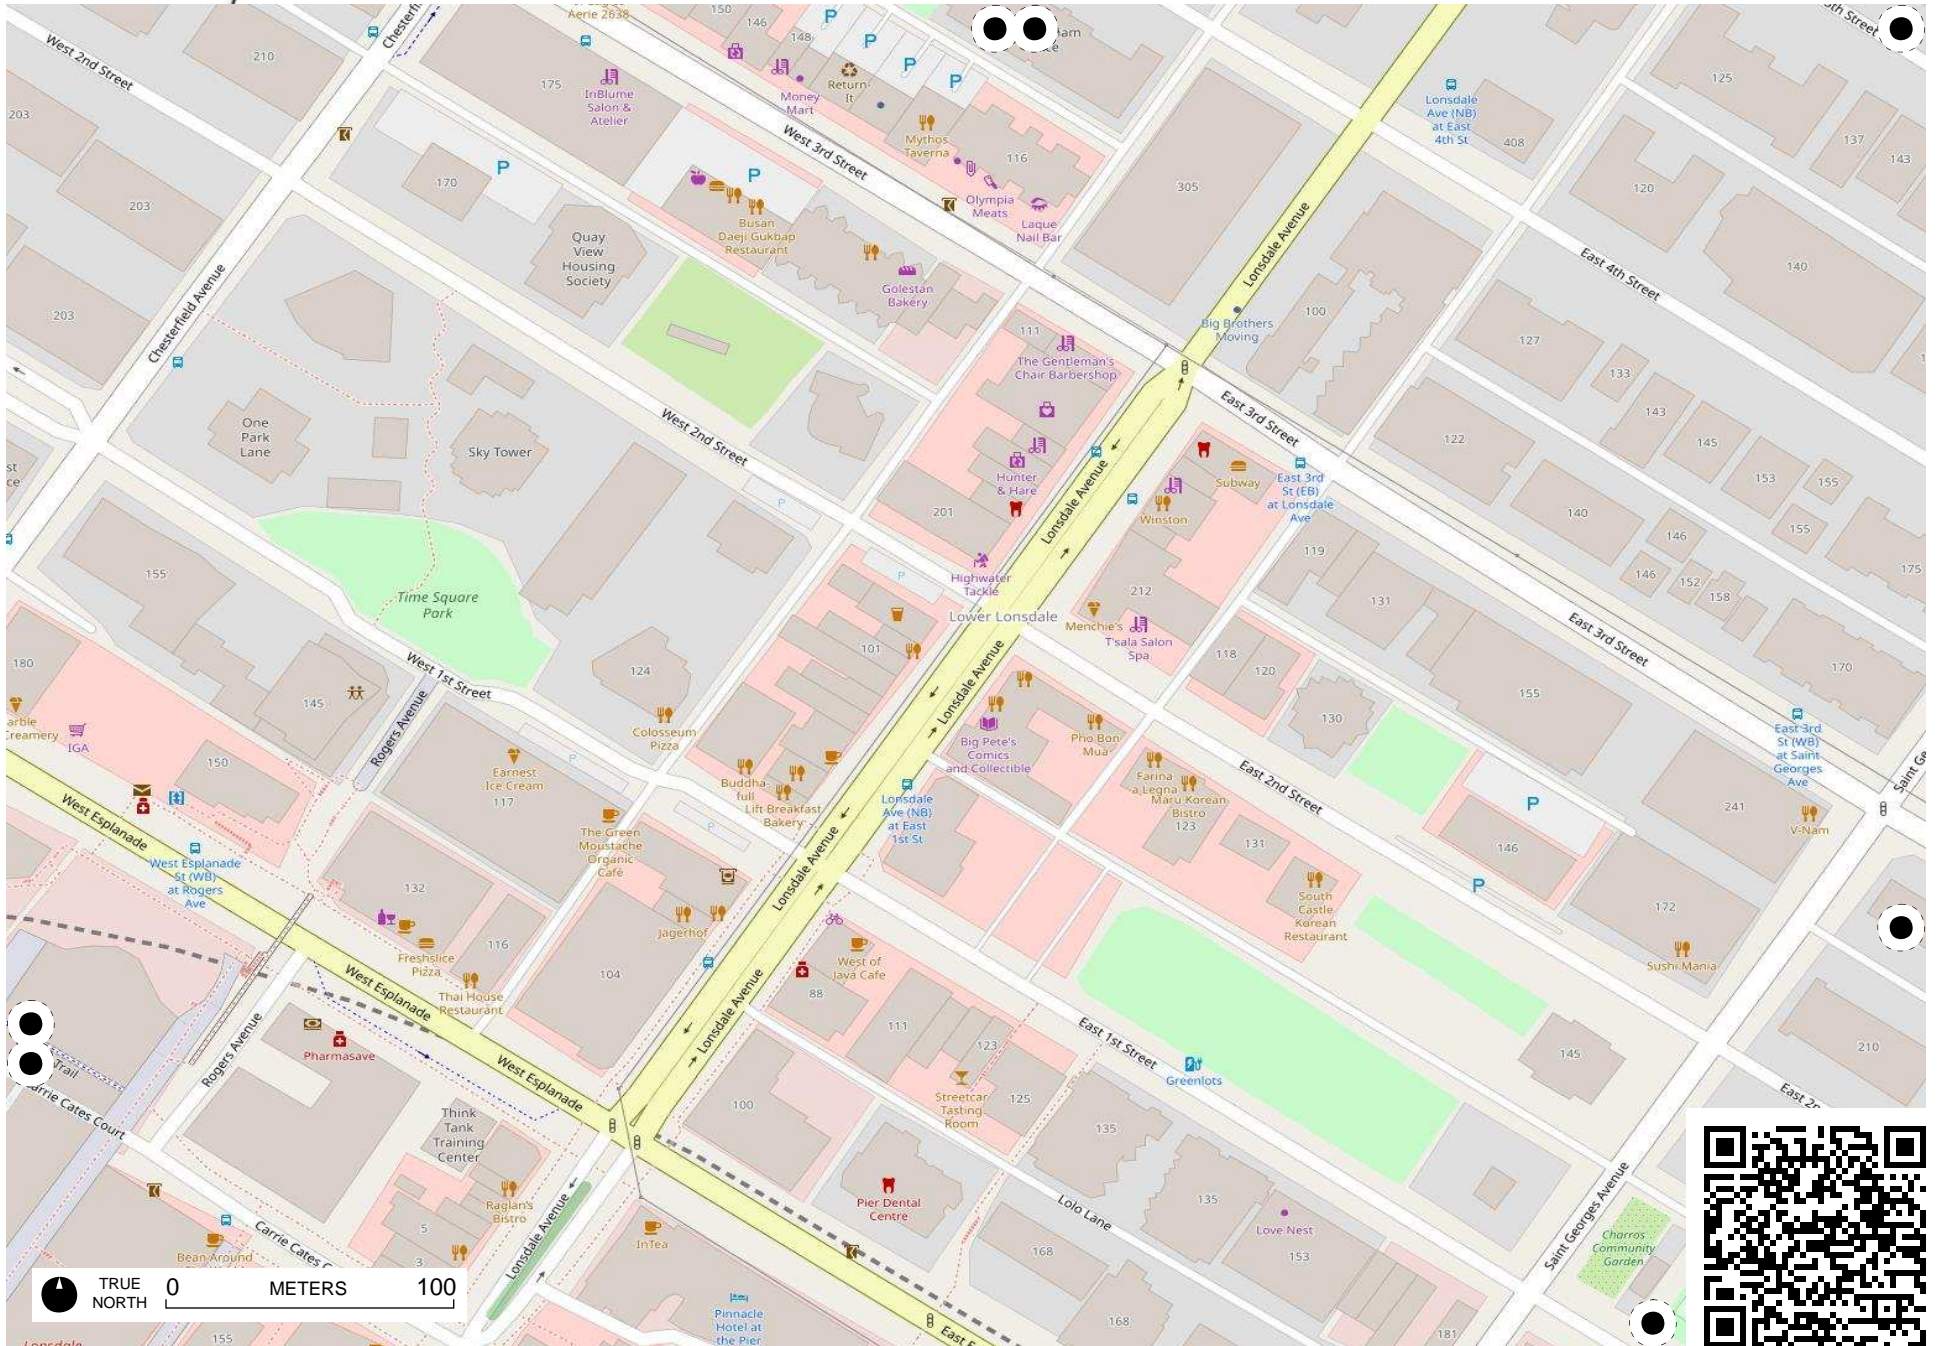 Aerie 2638
150
146
148
Chesterfi
West 2nd Street
210
175
InBlume
Salon &
Atelier
Money
Mart
Return-
It
Mythos
Taverna
116
Olympia
Meats
Laque
Nail Bar
West 3rd Street
305
Lonsdale
Ave (NB)
at East
4th St
408
125
137
143
120
140
203
203
203
170
Quay
View
Housing
Society
Busan
Daeji Gukbap
Restaurant
Golestan
Bakery
Lonsdale Avenue
East 4th Street
Big Brothers
Moving
100
127
133
143
145
153
155
155
Chesterfield Avenue
111
The Gentleman's
Chair Barbershop
Hunter
& Hare
201
East 3rd Street
122
140
146
146
152
158
175
One
Park
Lane
Sky Tower
West 2nd Street
Subway
Winston
East 3rd
St (EB)
at Lonsdale
Ave
Lonsdale Avenue
Highwater
Tackle
Lower Lonsdale
212
Menchie's
T'sala Salon
Spa
119
131
118
120
130
155
East 3rd Street
170
155
Time Square
Park
West 1st Street
Rogers Avenue
124
Colosseum
Pizza
101
Lonsdale Avenue
Big Pete's
Comics
and Collectible
Pho Bon
Mua
Farina
a Legna
Maru Korean
Bistro
123
131
East 2nd Street
East 3rd
St (WB)
at Saint
Georges
Ave
Saint Ge
180
Creamery
IGA
145
150
Earnest
Ice Cream
117
Buddha-
full
Lift Breakfast
Bakery
Lonsdale
Ave (NB)
at East
1st St
146
241
V-Nam
West Esplanade
West Esplanade
St (WB)
at Rogers
Ave
132
The Green
Moustache
Organic
Café
Lonsdale Avenue
South
Castle
Korean
Restaurant
172
Sushi Mania
Freshslice
Pizza
116
Thai House
Restaurant
Jagerhof
104
West of
Java Cafe
88
West Esplanade
Lonsdale Avenue
111
123
East 1st Street
Greenlots
145
210
Rogers Avenue
Pharmasave
West Esplanade
Trail
arrie Cates Court
Think
Tank
Training
Center
100
Streetcar
Tasting
Room
125
135
Raglan's
Bistro
5
3
Lonsdale Avenue
InTea
Pier Dental
Centre
Lolo Lane
135
Love Nest
153
168
168
181
Saint Georges Avenue
Charros
Community
Garden
Carrie Cates C
Bean Around
155
Pinnacle
Hotel at
the Pier
TRUE
NORTH
0 METERS 100